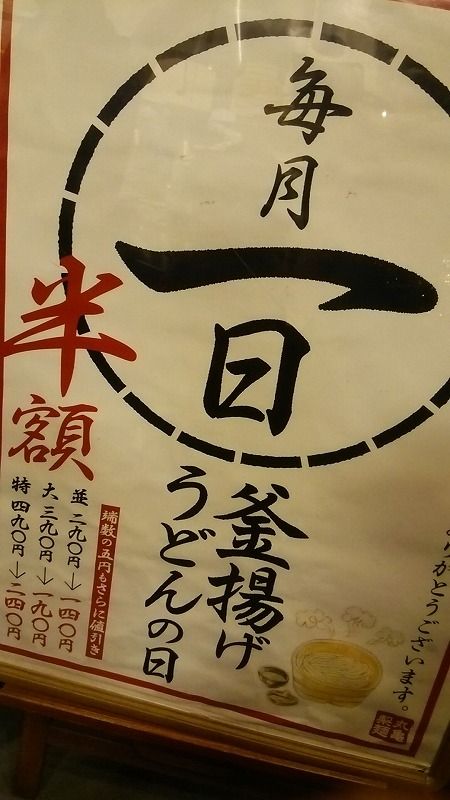 毎月
一日
釜揚げ
うどんの日
半額
端数の五円もさらに値引き
並 二九〇円→一四〇円
大 三九〇円→一九〇円
特 四九〇円→二四〇円
がとうございます。
丸亀
製麺